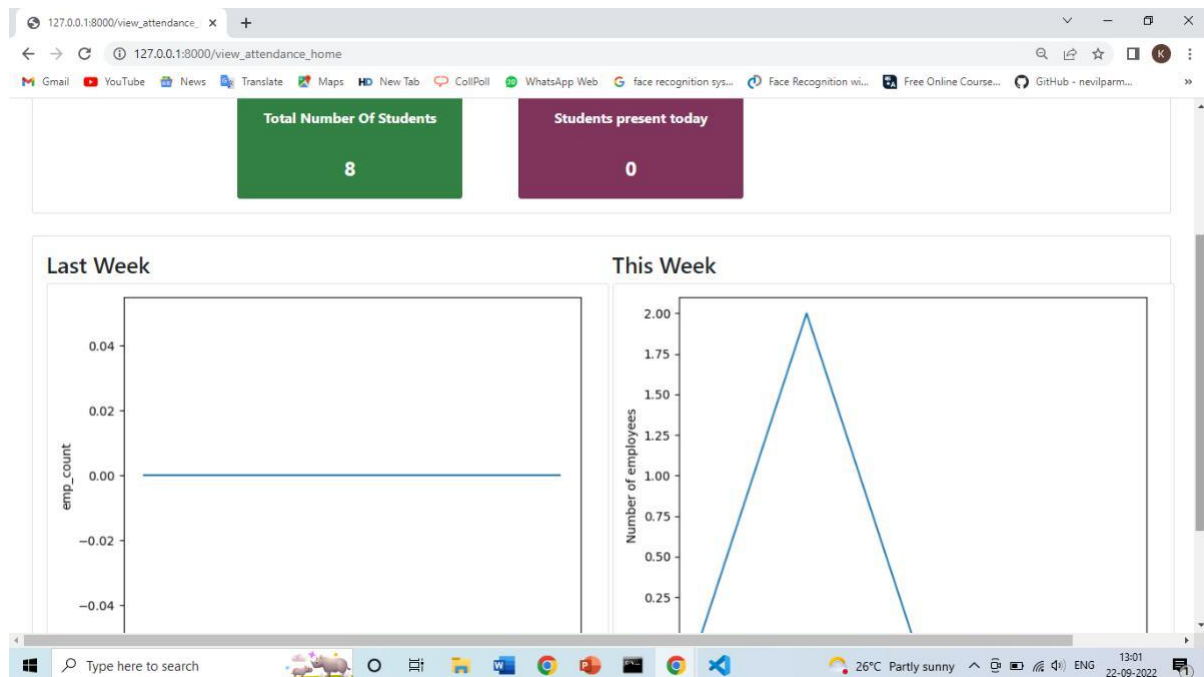 127.0.0.1:8000/view_attendance_
127.0.0.1:8000/view_attendance_home
K
Gmail YouTube News Translate Maps HD New Tab CollPoll WhatsApp Web face recognition sys... Face Recognition wi... Free Online Course... GitHub - nevilparm... »
Total Number Of Students
8
Students present today
0
Last Week
0.04
0.02
0.00
−0.02
−0.04
emp_count
This Week
2.00
1.75
1.50
1.25
1.00
0.75
0.50
0.25
Number of employees
Type here to search
26°C Partly sunny
ENG
13:01
22-09-2022